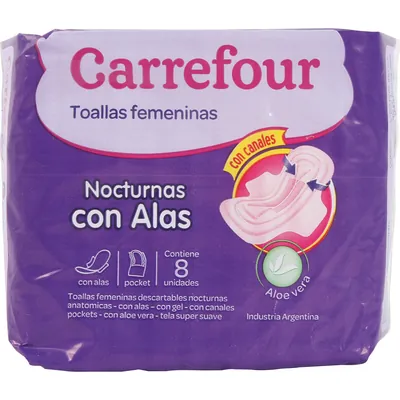 Carrefour
Toallas femeninas
con canales
Nocturnas
con Alas
con alas
pocket
Contiene
8
unidades
Aloe vera
Toallas femeninas descartables nocturnas
anatomicas - con alas - con gel - con canales
pockets - con aloe vera - tela super suave
Industria Argentina